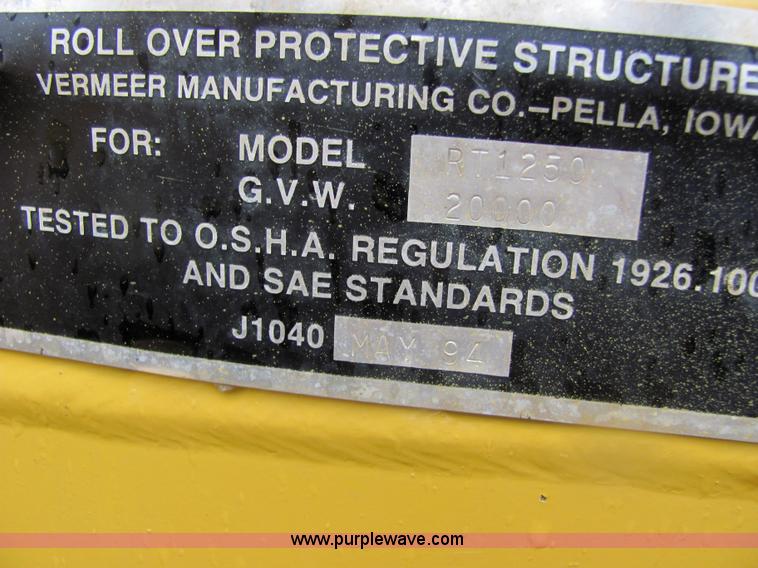 ROLL OVER PROTECTIVE STRUCTURE
VERMEER MANUFACTURING CO.–PELLA, IOWA
FOR: MODEL RT1250
G.V.W. 20000
TESTED TO O.S.H.A. REGULATION 1926.100
AND SAE STANDARDS
J1040 MAY 94
www.purplewave.com